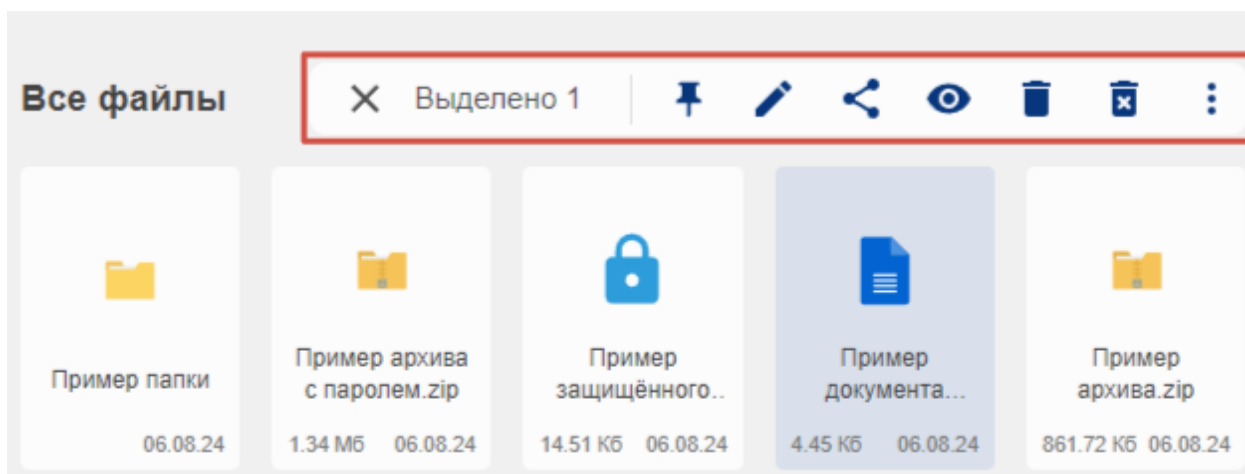 Все файлы
Выделено 1
Пример папки
06.08.24
Пример архива
с паролем.zip
1.34 Мб 06.08.24
Пример
защищённого..
14.51 Кб 06.08.24
Пример
документа...
4.45 Кб 06.08.24
Пример
архива.zip
861.72 Кб 06.08.24